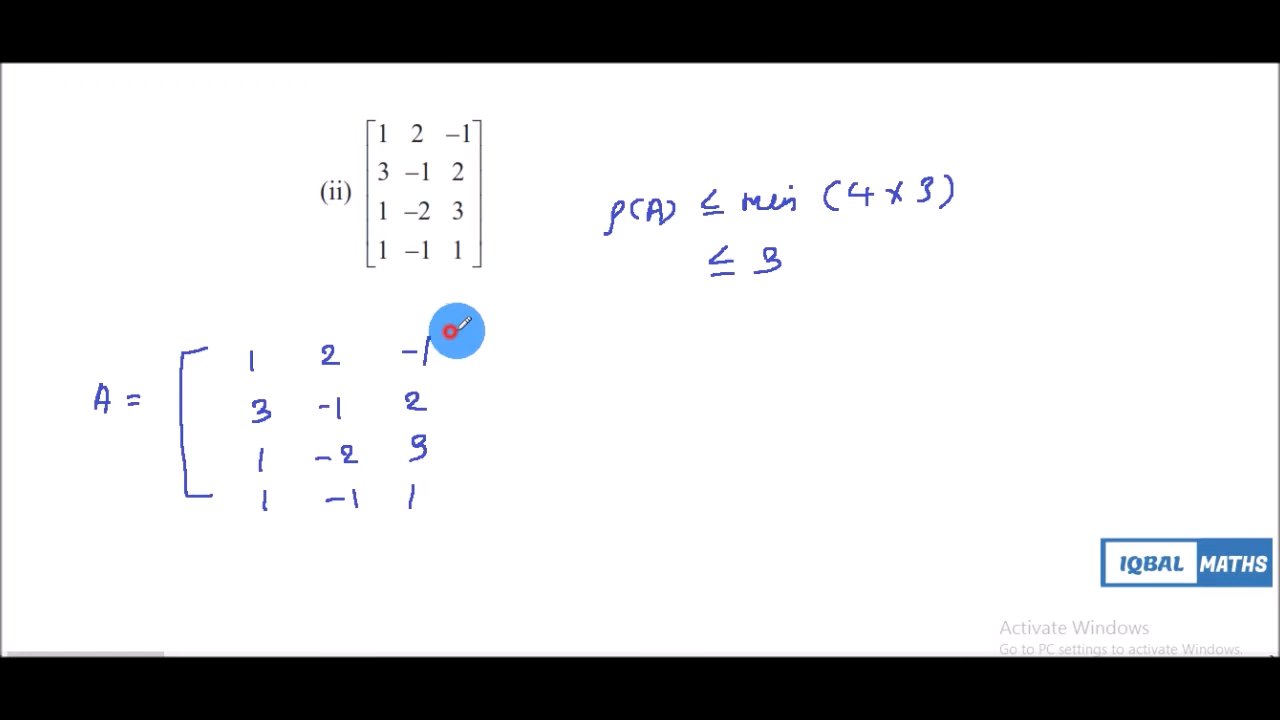 (ii) [1 2 −1]
[3 −1 2]
[1 −2 3]
[1 −1 1]
ρ(A) ≤ min (4 × 3)
≤ 3
A = [ 1 2 -1
3 -1 2
1 -2 3
1 -1 1
IQBAL MATHS
Activate Windows
Go to PC settings to activate Windows.